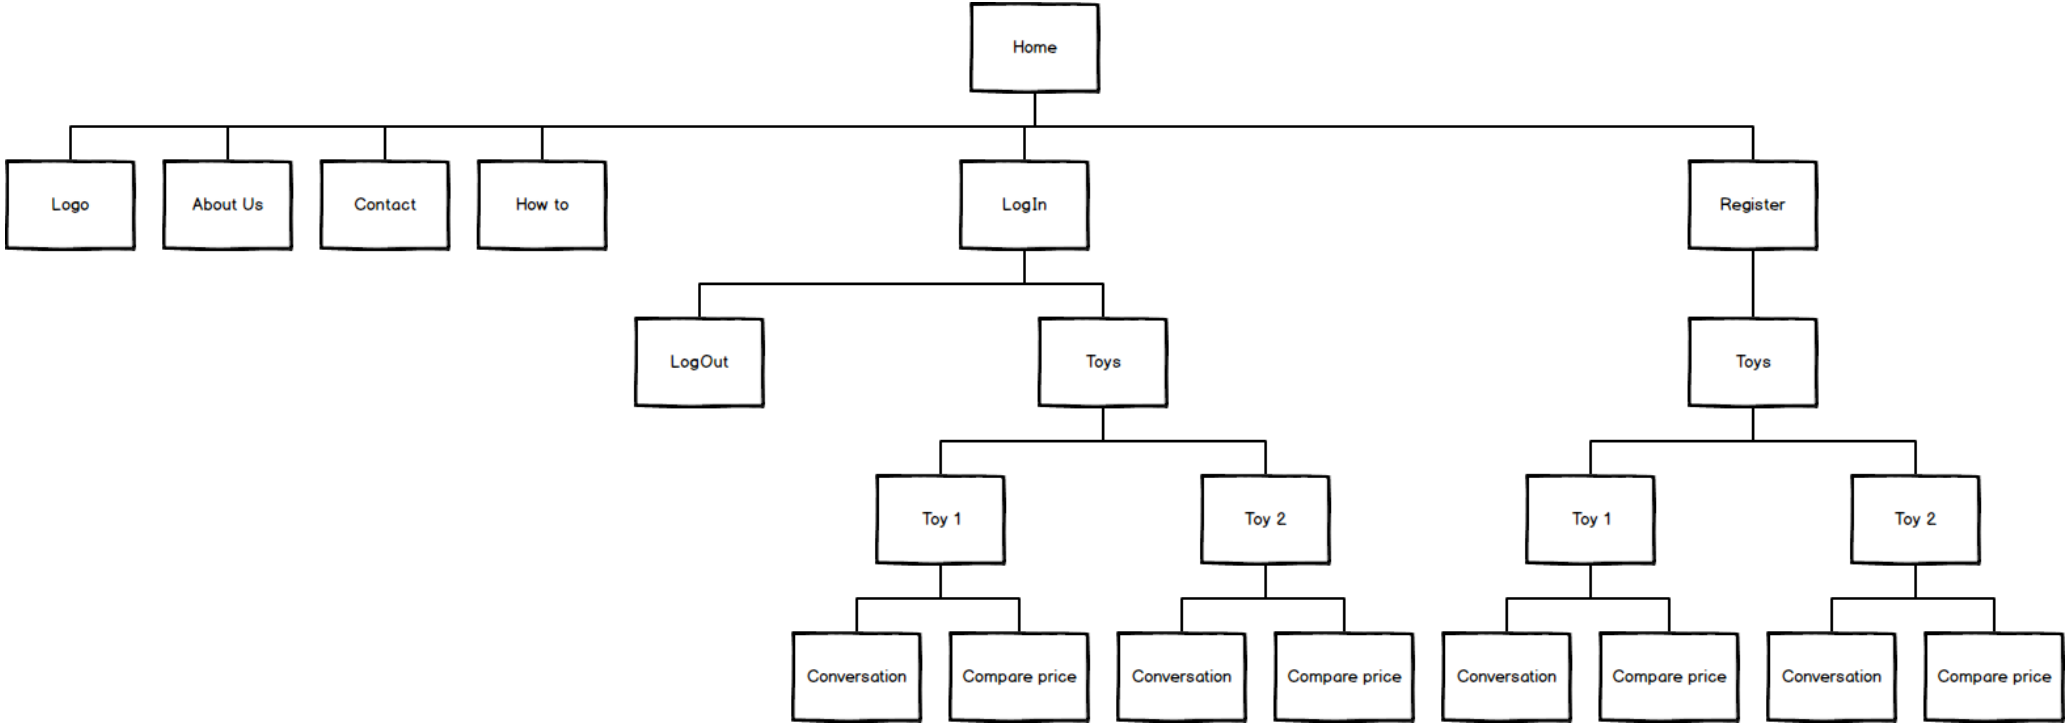 Home
Logo
About Us
Contact
How to
LogIn
Register
LogOut
Toys
Toys
Toy 1
Toy 2
Toy 1
Toy 2
Conversation
Compare price
Conversation
Compare price
Conversation
Compare price
Conversation
Compare price